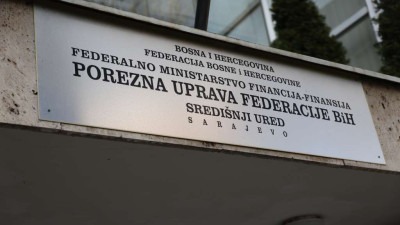 BOSNA I HERCEGOVINA
FEDERACIJA BOSNE I HERCEGOVINE
FEDERALNO MINISTARSTVO FINANCIJA-FINANSIJA
POREZNA UPRAVA FEDERACIJE BiH
SREDIŠNJI URED
SARAJEVO